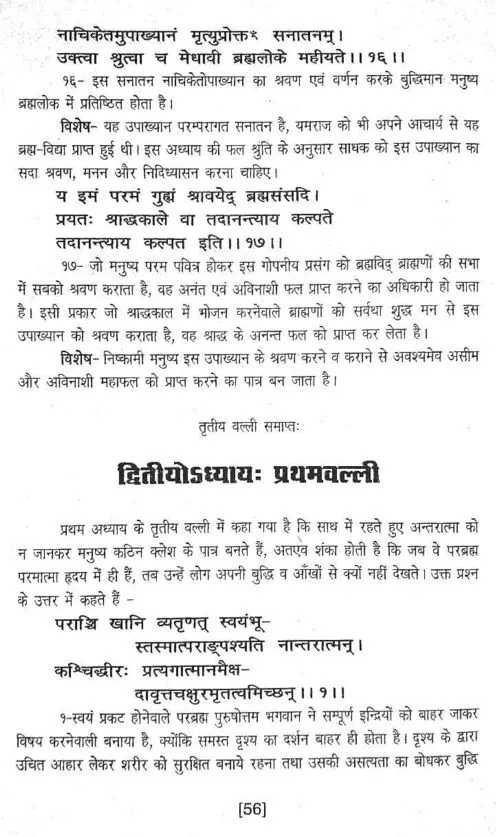 नाचिकेतमुपाख्यानं मृत्युप्रोक्तॐ सनातनम्।
उक्त्वा श्रुत्वा च मेधावी ब्रह्मलोके महीयते।।१६।।
१६- इस सनातन नाचिकेतोपाख्यान का श्रवण एवं वर्णन करके बुद्धिमान मनुष्य
ब्रह्मलोक में प्रतिष्ठित होता है।
विशेष- यह उपाख्यान परम्परागत सनातन है, यमराज को भी अपने आचार्य से यह
ब्रह्म-विद्या प्राप्त हुई थी। इस अध्याय की फल श्रुति के अनुसार साधक को इस उपाख्यान का
सदा श्रवण, मनन और निदिध्यासन करना चाहिए।
य इमं परमं गुह्यं श्रावयेद् ब्रह्मसंसदि।
प्रयतः श्राद्धकाले वा तदानन्त्याय कल्पते
तदानन्त्याय कल्पत इति।।१७।।
१७- जो मनुष्य परम पवित्र होकर इस गोपनीय प्रसंग को ब्रह्मविद् ब्राह्मणों की सभा
में सबको श्रवण कराता है, वह अनंत एवं अविनाशी फल प्राप्त करने का अधिकारी हो जाता
है। इसी प्रकार जो श्राद्धकाल में भोजन करनेवाले ब्राह्मणों को सर्वथा शुद्ध मन से इस
उपाख्यान को श्रवण कराता है, वह श्राद्ध के अनन्त फल को प्राप्त कर लेता है।
विशेष- निष्कामी मनुष्य इस उपाख्यान के श्रवण करने व कराने से अवश्यमेव असीम
और अविनाशी महाफल को प्राप्त करने का पात्र बन जाता है।
तृतीय वल्ली समाप्तः
द्वितीयोऽध्यायः प्रथमवल्ली
प्रथम अध्याय के तृतीय वल्ली में कहा गया है कि साथ में रहते हुए अन्तरात्मा को
न जानकर मनुष्य कठिन क्लेश के पात्र बनते हैं, अतएव शंका होती है कि जब वे परब्रह्म
परमात्मा हृदय में ही हैं, तब उन्हें लोग अपनी बुद्धि व आँखों से क्यों नहीं देखते। उक्त प्रश्न
के उत्तर में कहते हैं -
पराञ्चि खानि व्यतृणत् स्वयंभू-
स्तस्मात्पराङ्पश्यति नान्तरात्मन्।
कश्चिद्धीरः प्रत्यगात्मानमैक्ष-
दावृत्तचक्षुरमृतत्वमिच्छन्।।१।।
१-स्वयं प्रकट होनेवाले परब्रह्म पुरुषोत्तम भगवान ने सम्पूर्ण इन्द्रियों को बाहर जाकर
विषय करनेवाली बनाया है, क्योंकि समस्त दृश्य का दर्शन बाहर ही होता है। दृश्य के द्वारा
उचित आहार लेकर शरीर को सुरक्षित बनाये रहना तथा उसकी असत्यता का बोधकर बुद्धि
[56]